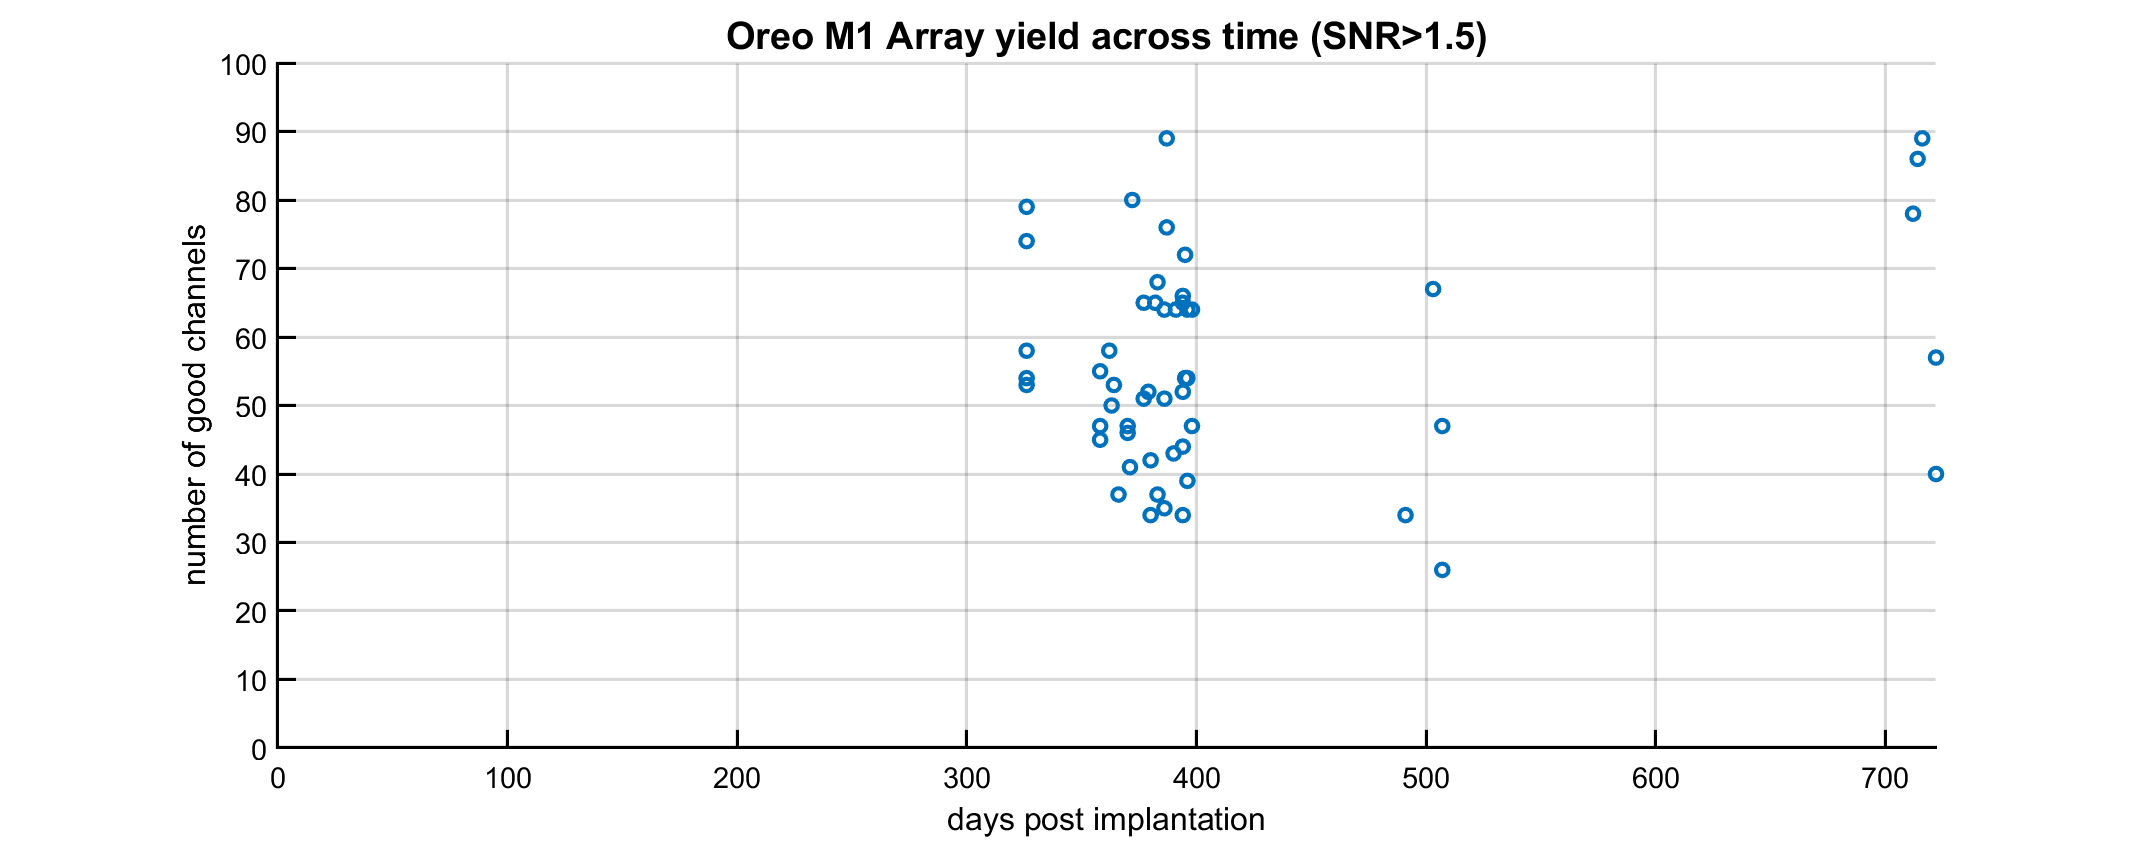 Oreo M1 Array yield across time (SNR>1.5)
number of good channels
100
90
80
70
60
50
40
30
20
10
0
0 100 200 300 400 500 600 700
days post implantation